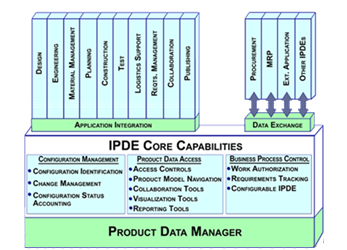 DESIGN
ENGINEERING
MATERIAL MANAGEMENT
PLANNING
CONSTRUCTION
TEST
LOGISTICS SUPPORT
REQTS. MANAGEMENT
COLLABORATION
PUBLISHING
PROCUREMENT
MRP
EXT. APPLICATION
OTHER IPDES
APPLICATION INTEGRATION
DATA EXCHANGE
IPDE CORE CAPABILITIES
CONFIGURATION MANAGEMENT
• CONFIGURATION IDENTIFICATION
• CHANGE MANAGEMENT
• CONFIGURATION STATUS
ACCOUNTING
PRODUCT DATA ACCESS
• ACCESS CONTROLS
• PRODUCT MODEL NAVIGATION
• COLLABORATION TOOLS
• VISUALIZATION TOOLS
• REPORTING TOOLS
BUSINESS PROCESS CONTROL
• WORK AUTHORIZATION
• REQUIREMENTS TRACKING
• CONFIGURABLE IPDE
PRODUCT DATA MANAGER